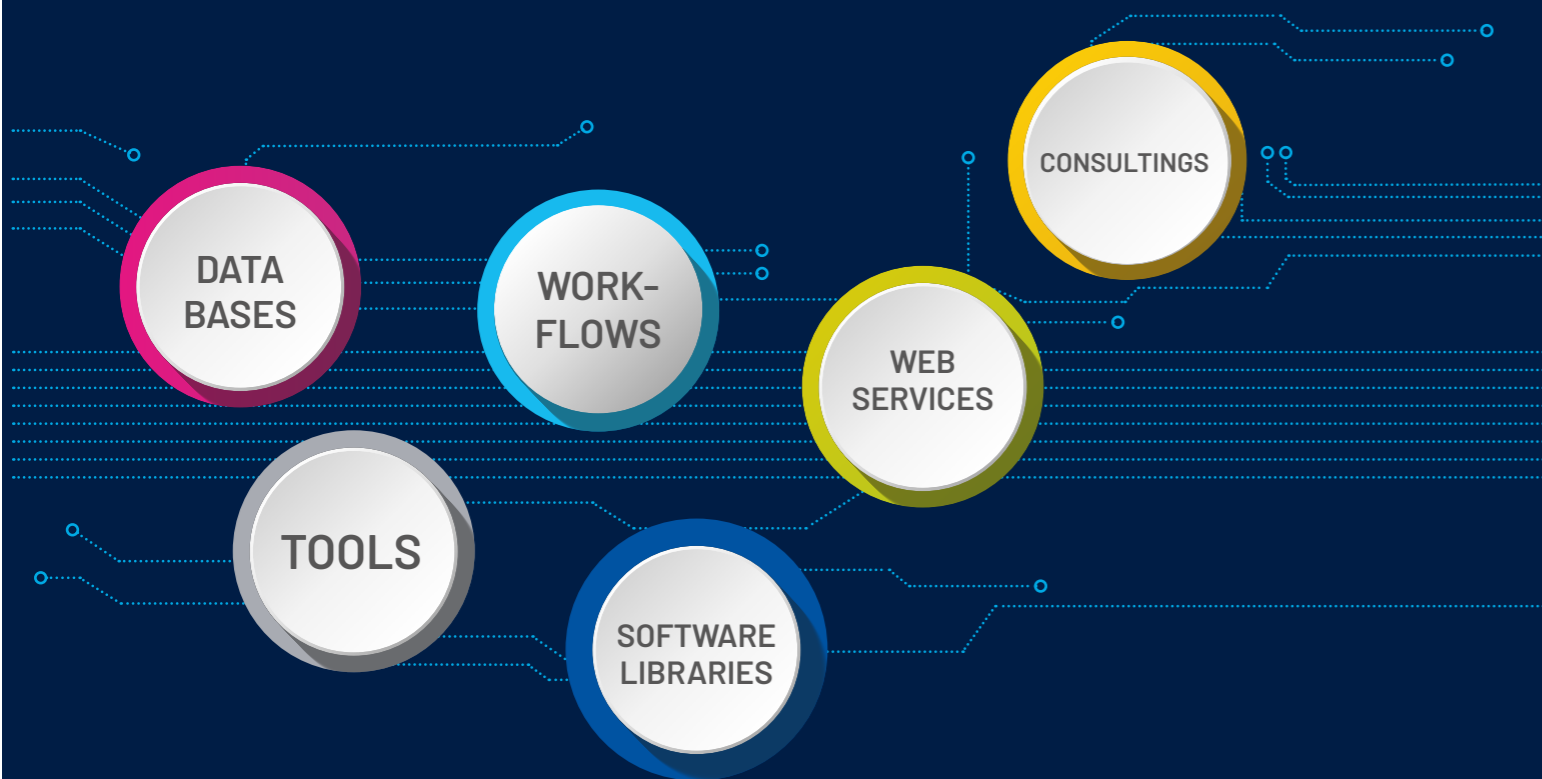 DATA
BASES
WORK-
FLOWS
CONSULTINGS
WEB
SERVICES
TOOLS
SOFTWARE
LIBRARIES